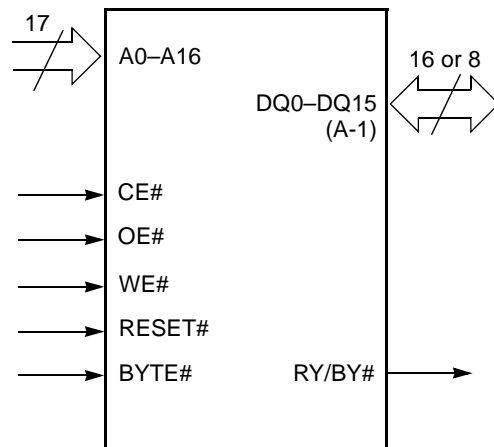 17
A0–A16
16 or 8
DQ0–DQ15
(A-1)
CE#
OE#
WE#
RESET#
BYTE#
RY/BY#